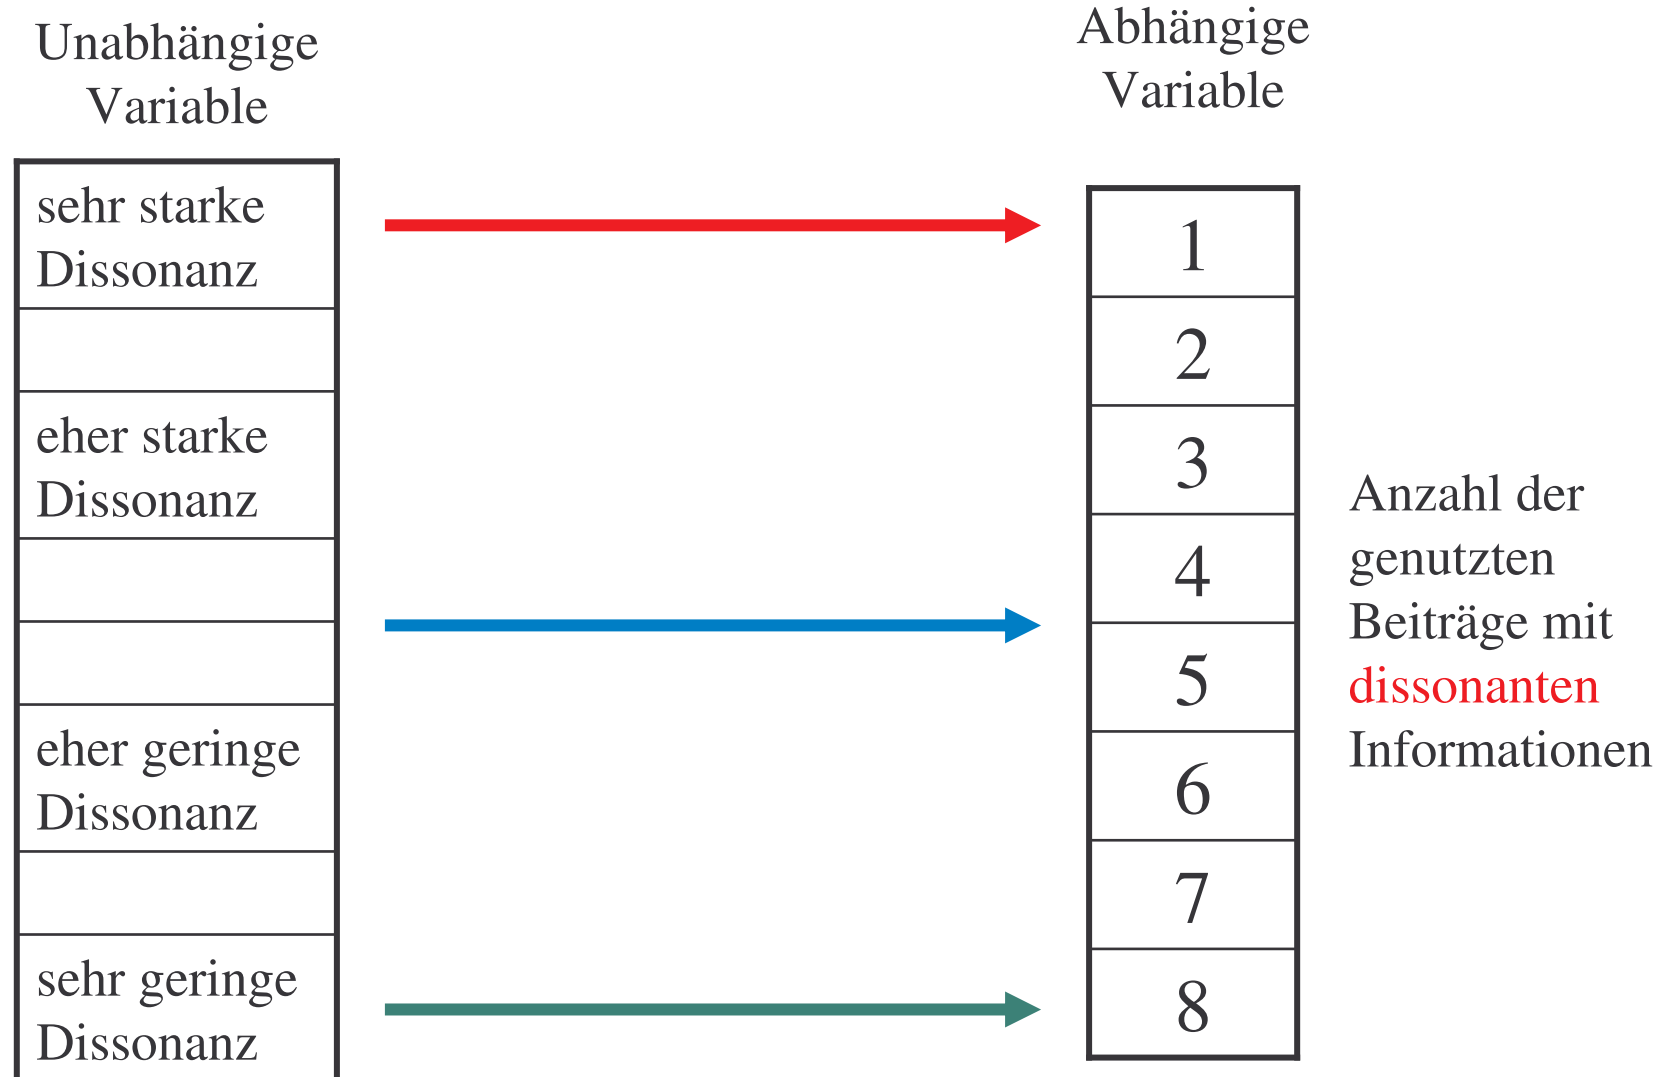 Unabhängige
Variable
sehr starke
Dissonanz
eher starke
Dissonanz
eher geringe
Dissonanz
sehr geringe
Dissonanz
Abhängige
Variable
1
2
3
4
5
6
7
8
Anzahl der
genutzten
Beiträge mit
dissonanten
Informationen